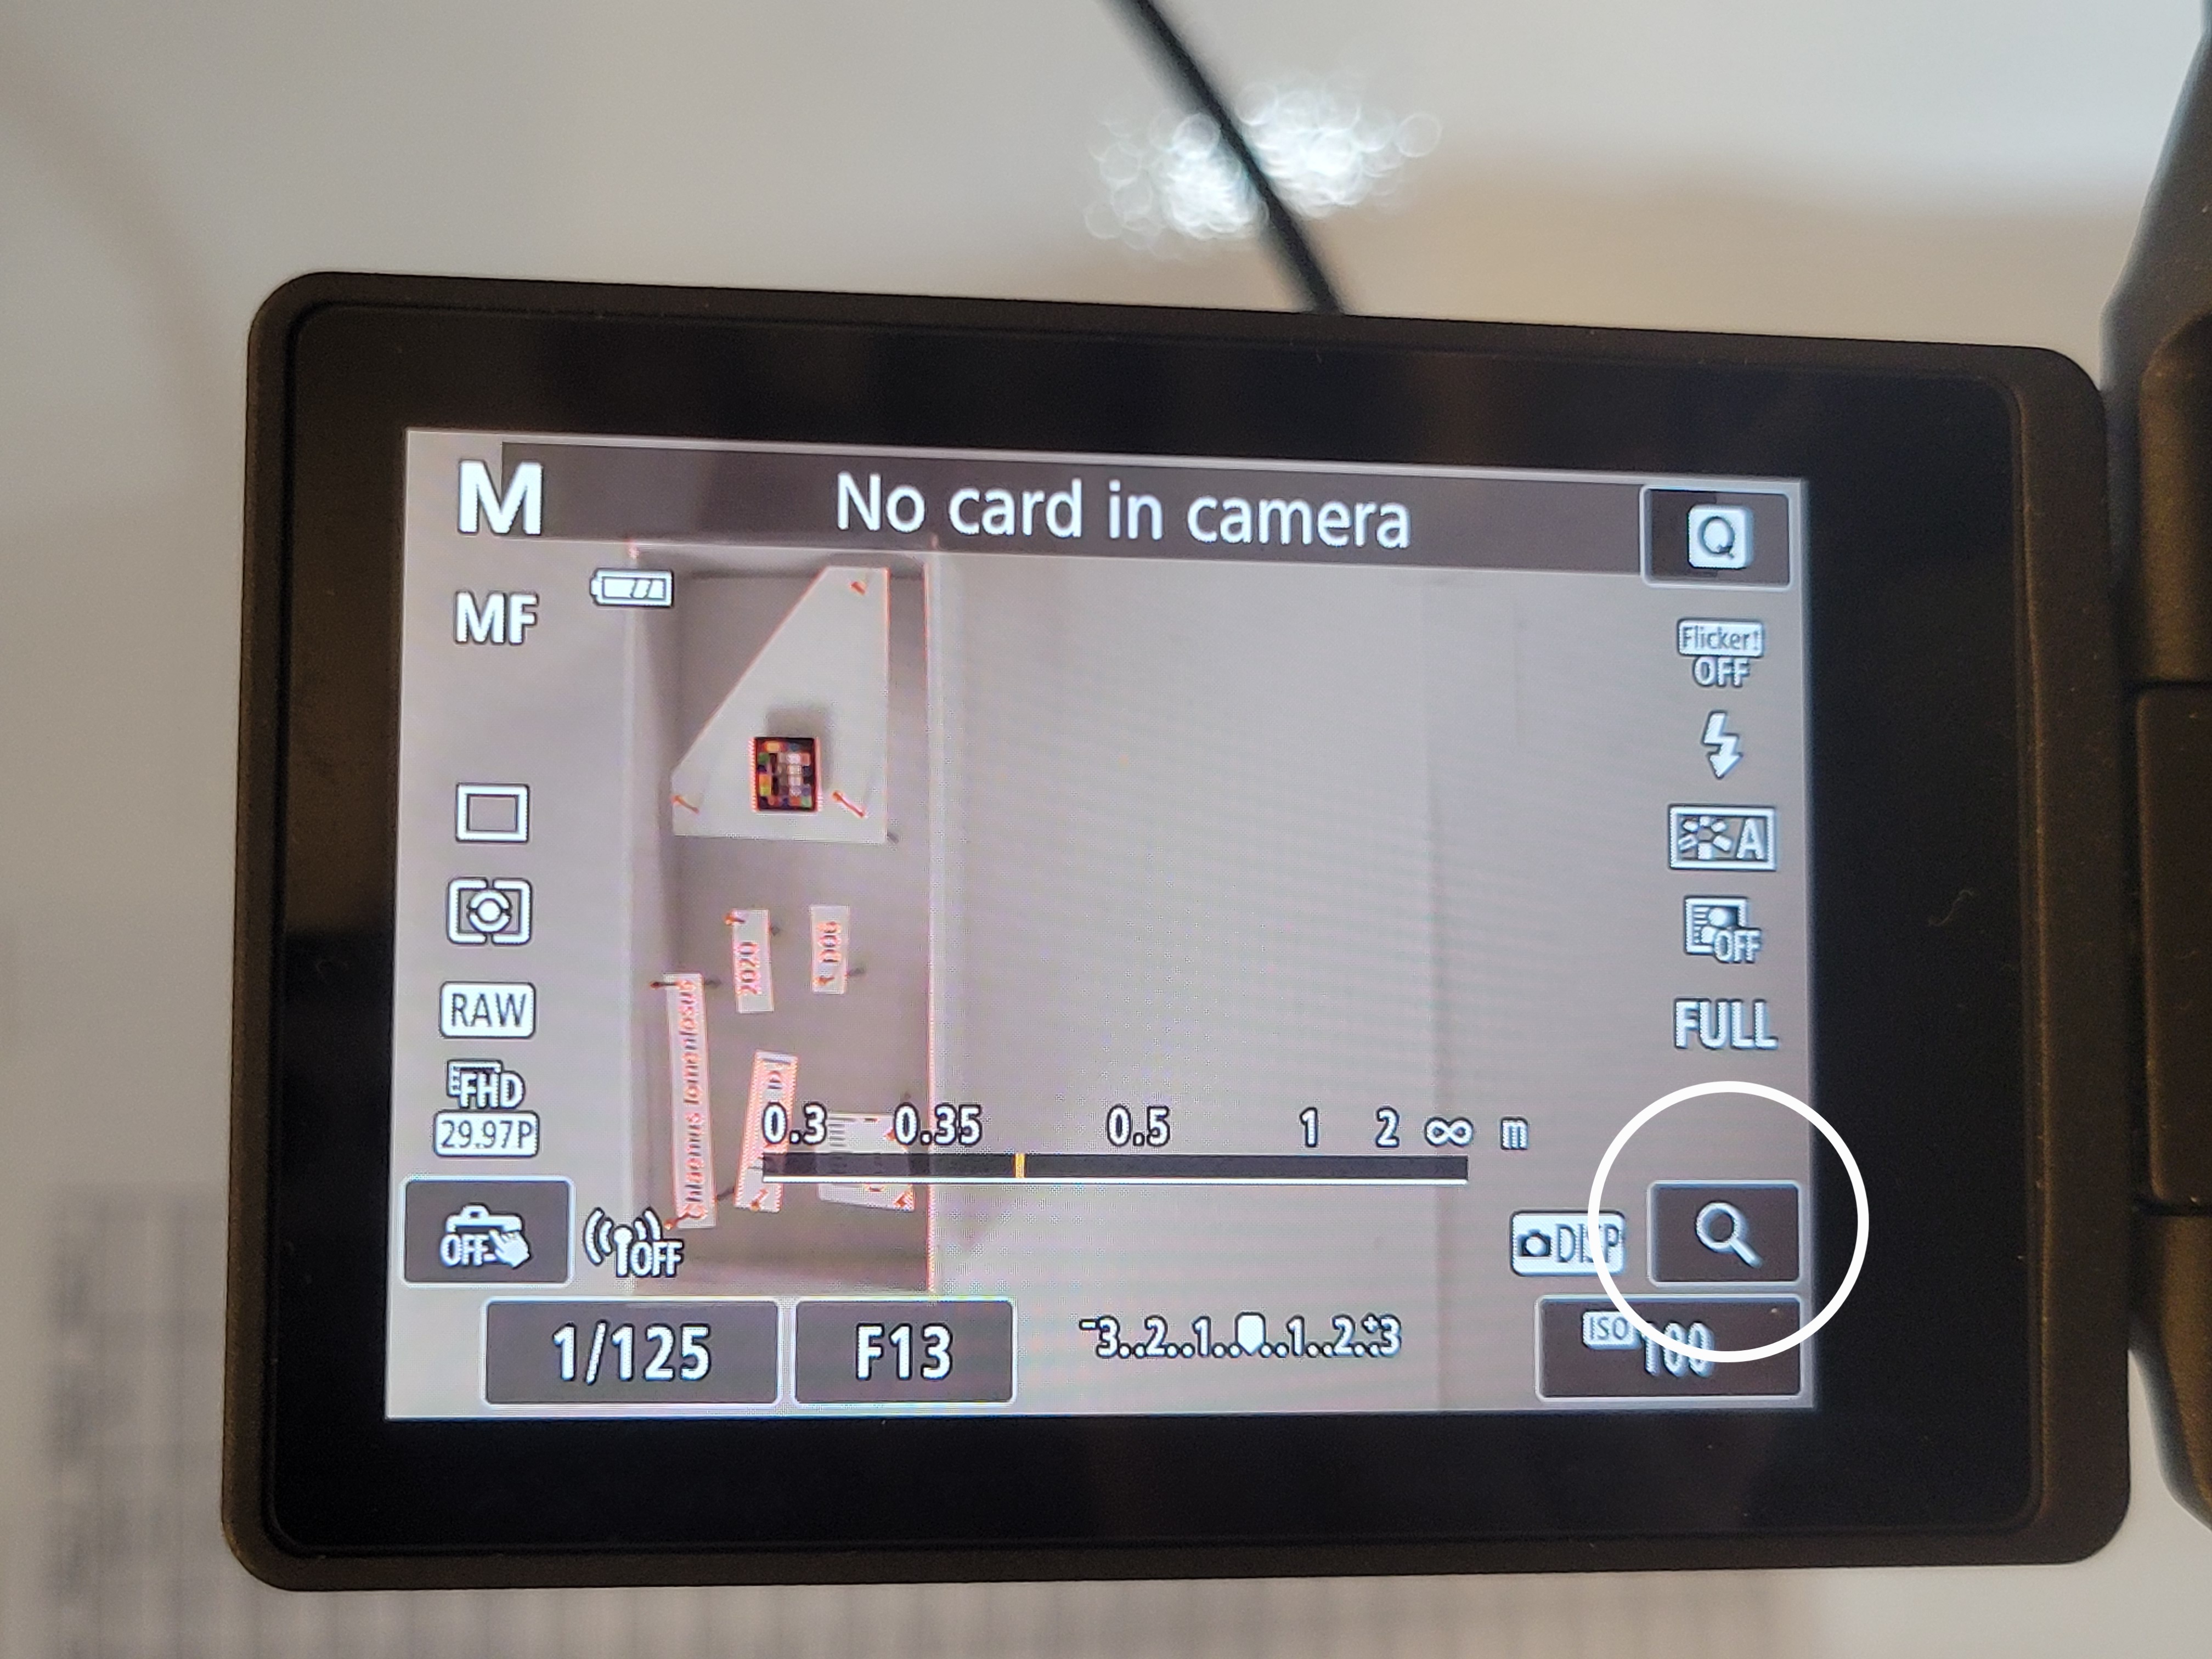 M
No card in camera
Q
MF
Flicker!
OFF
A
OFF
RAW
FULL
FHD
29.97P
2020
0.3 0.35 0.5 1 2 ∞ m
OFF
OFF
DISP
1/125
F13
-3..2..1..0..1..2..+3
ISO 100